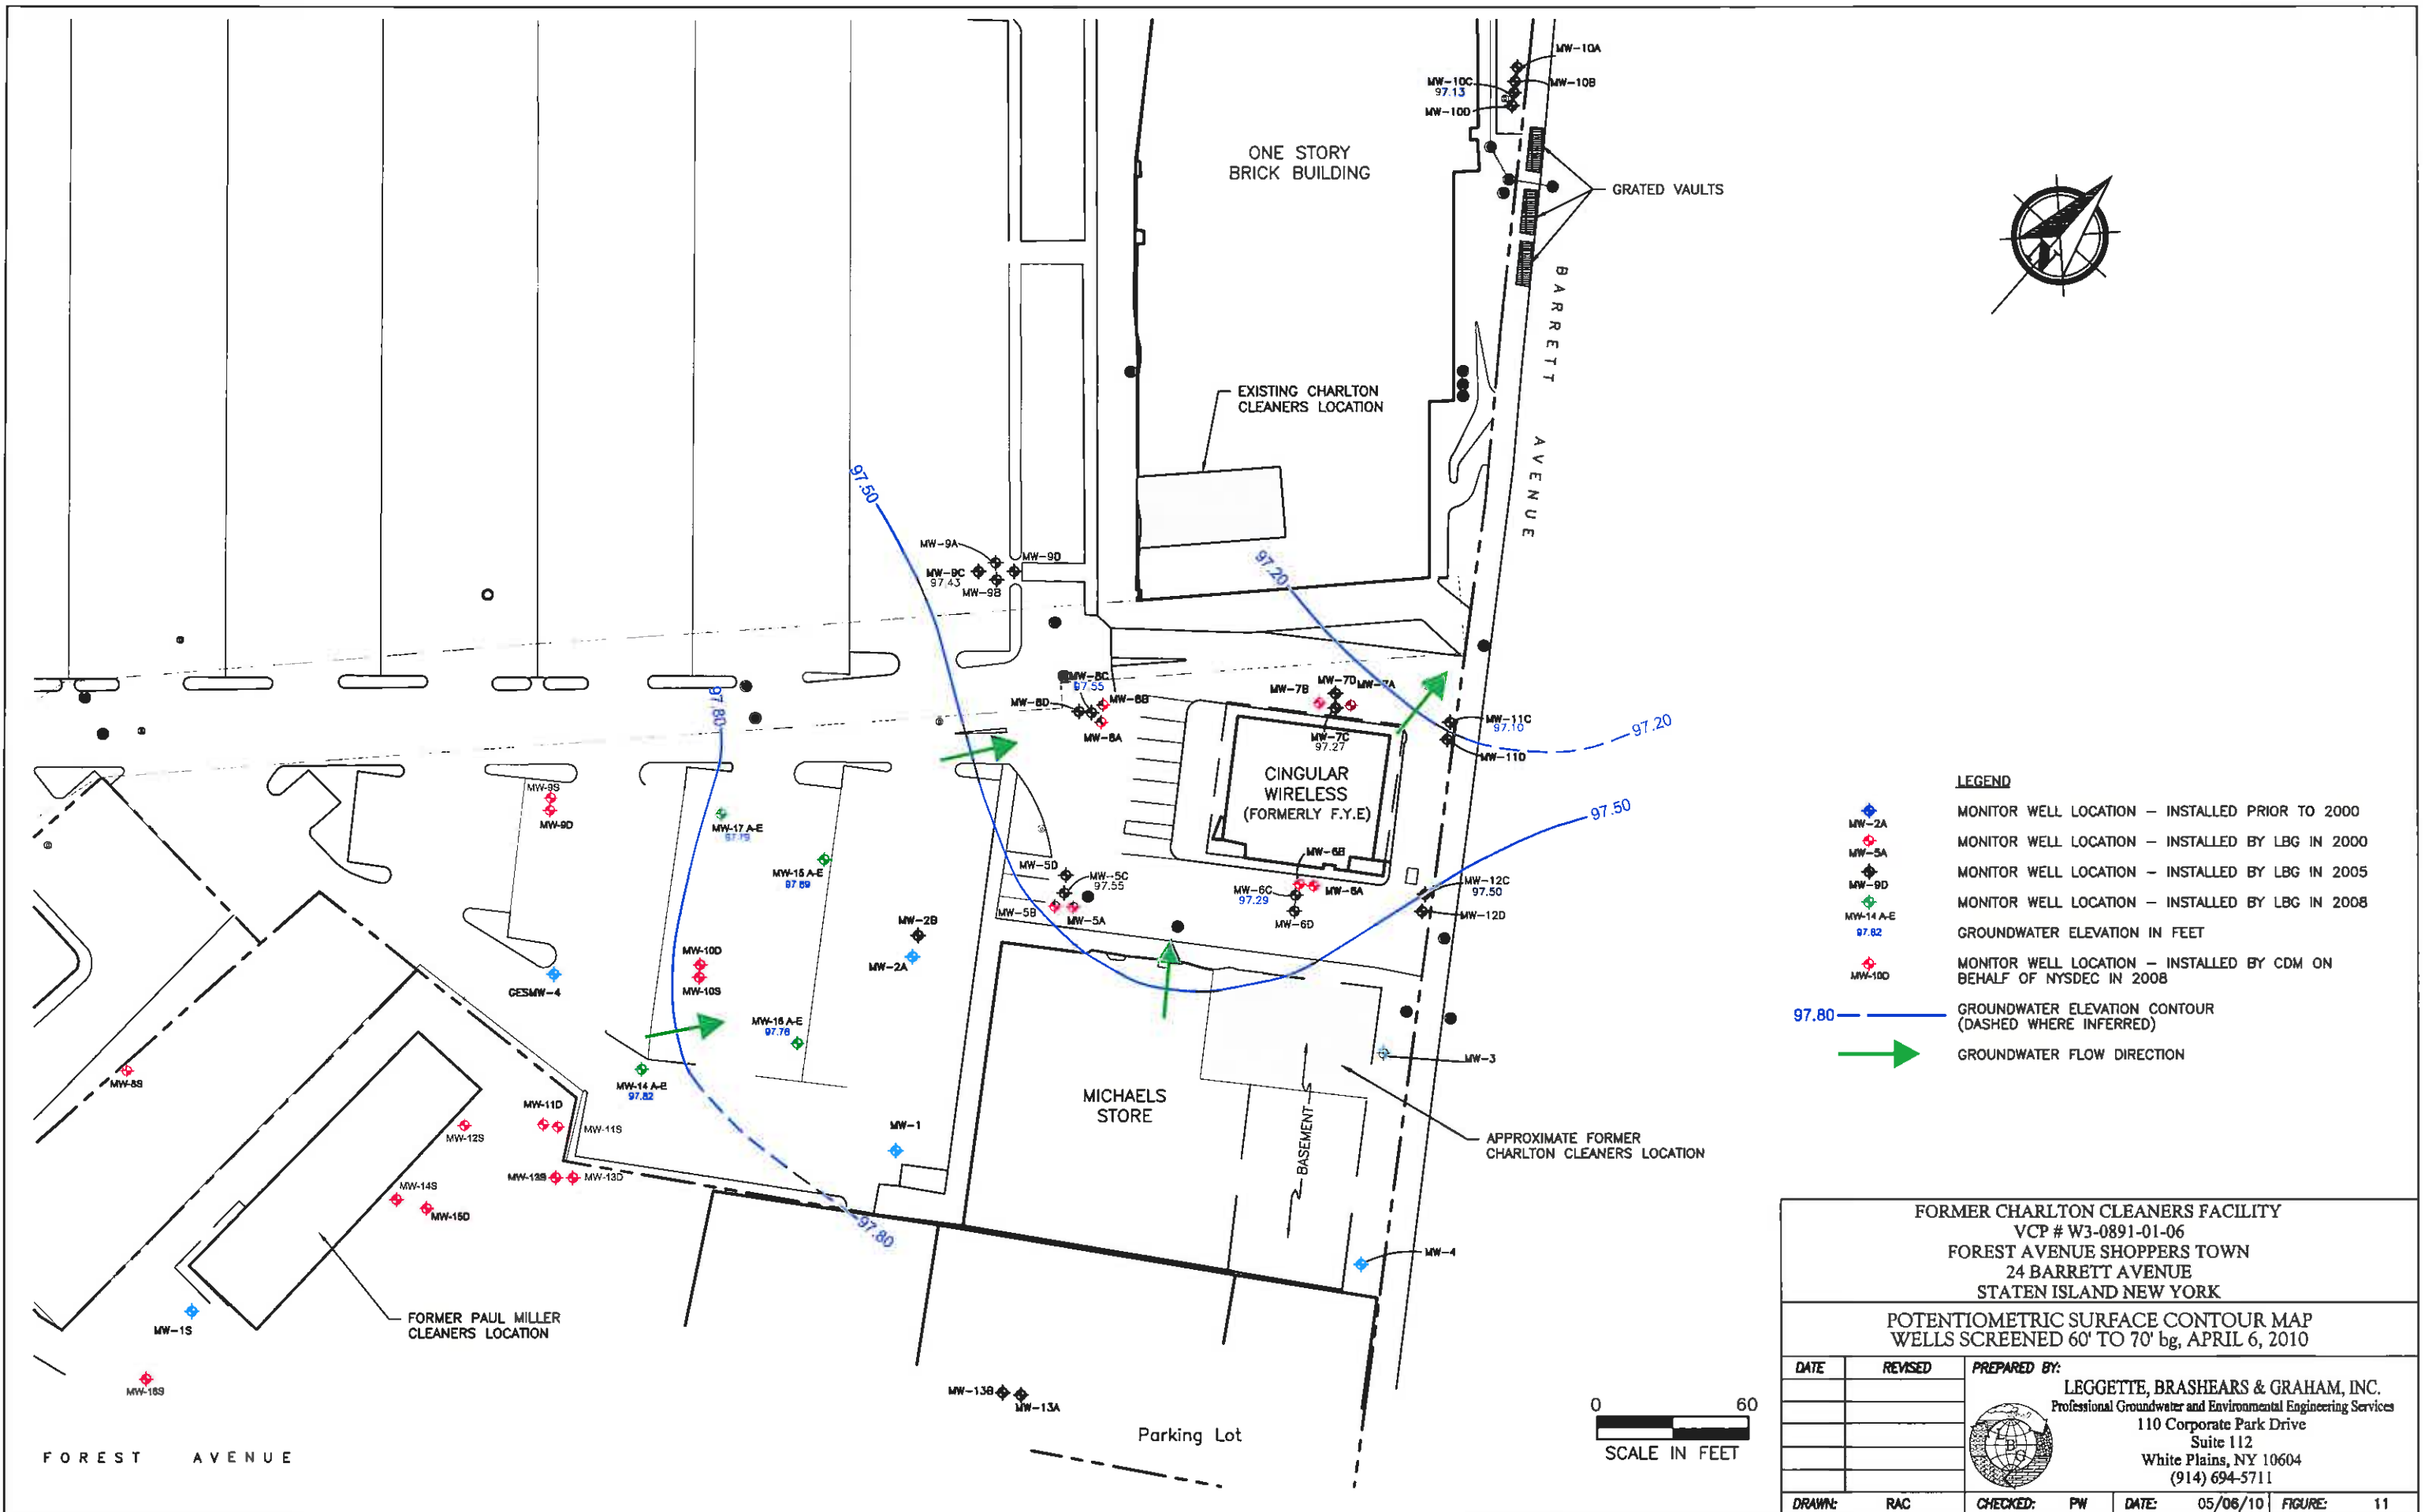 MW-10A
MW-10C
97.13
MW-10B
MW-10D
ONE STORY
BRICK BUILDING
GRATED VAULTS
BARRETT AVENUE
EXISTING CHARLTON
CLEANERS LOCATION
97.50
MW-9A
MW-9D
MW-9C
97.43
MW-9B
97.20
MW-8C
97.55
MW-8D
MW-8B
MW-8A
MW-7D
MW-7B
MW-7A
MW-7C
97.27
97.80
MW-11C
97.10
97.20
MW-11D
CINGULAR
WIRELESS
(FORMERLY F.Y.E)
97.50
MW-9S
MW-9D
MW-17 A-E
MW-15 A-E
MW-5D
MW-5C
97.55
MW-5B
MW-5A
MW-6B
MW-6C
97.29
MW-6A
MW-6D
MW-12C
97.50
MW-12D
MW-2B
MW-2A
MW-10D
MW-10S
GESMW-4
MW-16 A-E
97.76
MW-14 A-E
97.82
MW-3
MW-8S
MW-11D
MW-11S
MW-12S
MW-1
MICHAELS
STORE
BASEMENT
APPROXIMATE FORMER
CHARLTON CLEANERS LOCATION
MW-13S
MW-13D
MW-14S
MW-15D
97.80
MW-4
FORMER PAUL MILLER
CLEANERS LOCATION
MW-1S
MW-16S
MW-13B
MW-13A
Parking Lot
FOREST AVENUE
0 60
SCALE IN FEET
LEGEND
MW-2A
MONITOR WELL LOCATION – INSTALLED PRIOR TO 2000
MW-5A
MONITOR WELL LOCATION – INSTALLED BY LBG IN 2000
MW-9D
MONITOR WELL LOCATION – INSTALLED BY LBG IN 2005
MW-14 A-E
MONITOR WELL LOCATION – INSTALLED BY LBG IN 2008
97.82
GROUNDWATER ELEVATION IN FEET
MW-10D
MONITOR WELL LOCATION – INSTALLED BY CDM ON
BEHALF OF NYSDEC IN 2008
97.80
GROUNDWATER ELEVATION CONTOUR
(DASHED WHERE INFERRED)
GROUNDWATER FLOW DIRECTION
FORMER CHARLTON CLEANERS FACILITY
VCP # W3-0891-01-06
FOREST AVENUE SHOPPERS TOWN
24 BARRETT AVENUE
STATEN ISLAND NEW YORK
POTENTIOMETRIC SURFACE CONTOUR MAP
WELLS SCREENED 60' TO 70' bg, APRIL 6, 2010
DATE REVISED PREPARED BY:
LEGGETTE, BRASHEARS & GRAHAM, INC.
Professional Groundwater and Environmental Engineering Services
110 Corporate Park Drive
Suite 112
White Plains, NY 10604
(914) 694-5711
DRAWN: RAC CHECKED: PW DATE: 05/06/10 FIGURE: 11